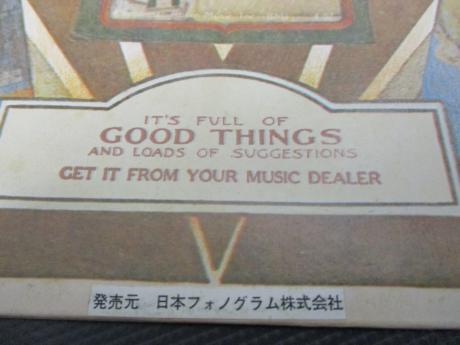 IT'S FULL OF
GOOD THINGS
AND LOADS OF SUGGESTIONS
GET IT FROM YOUR MUSIC DEALER
発売元　日本フォノグラム株式会社